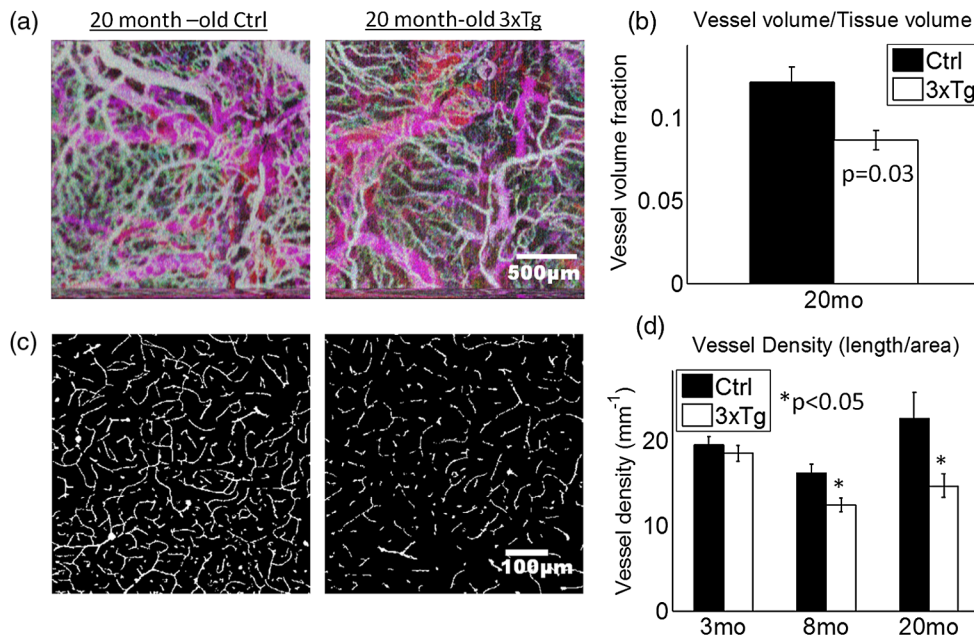 (a)
20 month –old Ctrl
20 month-old 3xTg
500µm
(b)
Vessel volume/Tissue volume
Vessel volume fraction
0.1
0.05
0
Ctrl
3xTg
p=0.03
20mo
(c)
100µm
(d)
Vessel Density (length/area)
Vessel density (mm⁻¹)
20
10
0
Ctrl
3xTg
*p<0.05
*
*
3mo
8mo
20mo